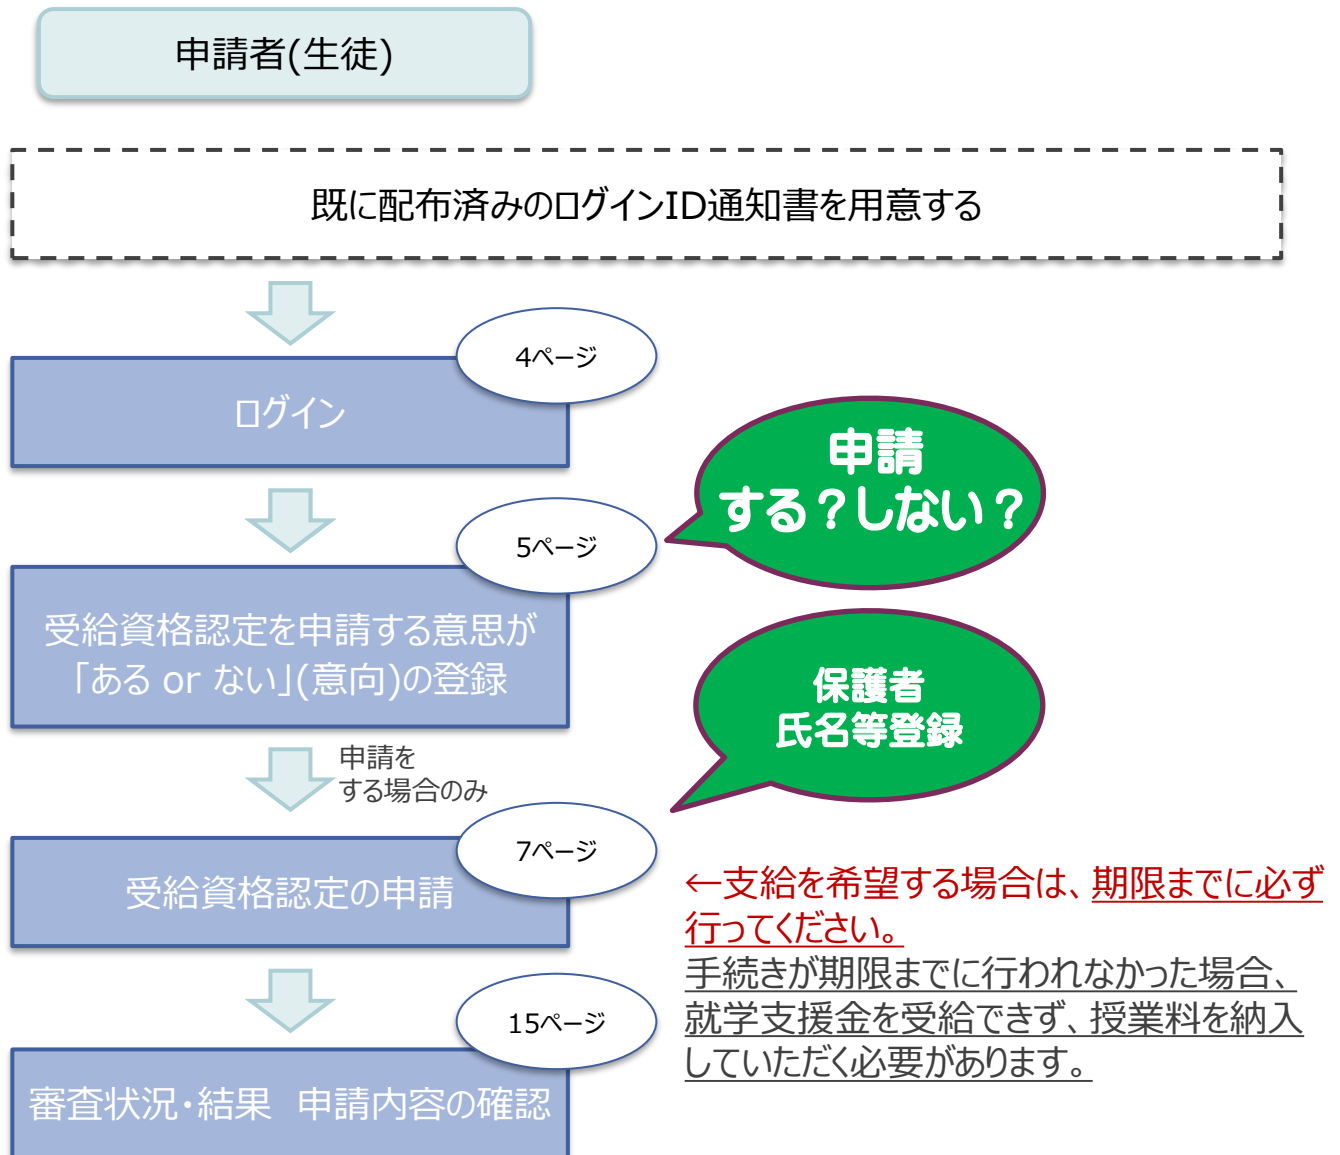 申請者(生徒)
既に配布済みのログインID通知書を用意する
4ページ
ログイン
申請
する？しない？
5ページ
受給資格認定を申請する意思が
「ある or ない」(意向)の登録
保護者
氏名等登録
申請を
する場合のみ
7ページ
受給資格認定の申請
←支給を希望する場合は、期限までに必ず
行ってください。
手続きが期限までに行われなかった場合、
就学支援金を受給できず、授業料を納入
していただく必要があります。
15ページ
審査状況・結果　申請内容の確認